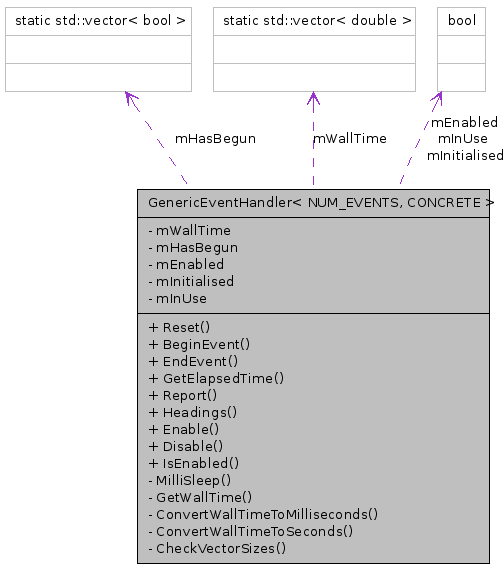 static std::vector< bool >
static std::vector< double >
bool
mHasBegun
mWallTime
mEnabled
mInUse
mInitialised
GenericEventHandler< NUM_EVENTS, CONCRETE >
- mWallTime
- mHasBegun
- mEnabled
- mInitialised
- mInUse
+ Reset()
+ BeginEvent()
+ EndEvent()
+ GetElapsedTime()
+ Report()
+ Headings()
+ Enable()
+ Disable()
+ IsEnabled()
- MilliSleep()
- GetWallTime()
- ConvertWallTimeToMilliseconds()
- ConvertWallTimeToSeconds()
- CheckVectorSizes()